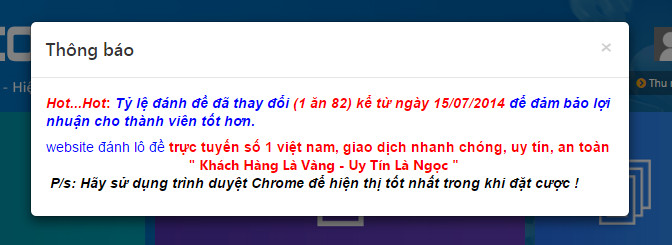 Thông báo
×
- Hiệ
Thu
Hot...Hot: Tỷ lệ đánh đề đã thay đổi (1 ăn 82) kể từ ngày 15/07/2014 để đảm bảo lợi
nhuận cho thành viên tốt hơn.
website đánh lô đề trực tuyến số 1 việt nam, giao dịch nhanh chóng, uy tín, an toàn
" Khách Hàng Là Vàng - Uy Tín Là Ngọc "
P/s: Hãy sử dụng trình duyệt Chrome để hiện thị tốt nhất trong khi đặt cược !